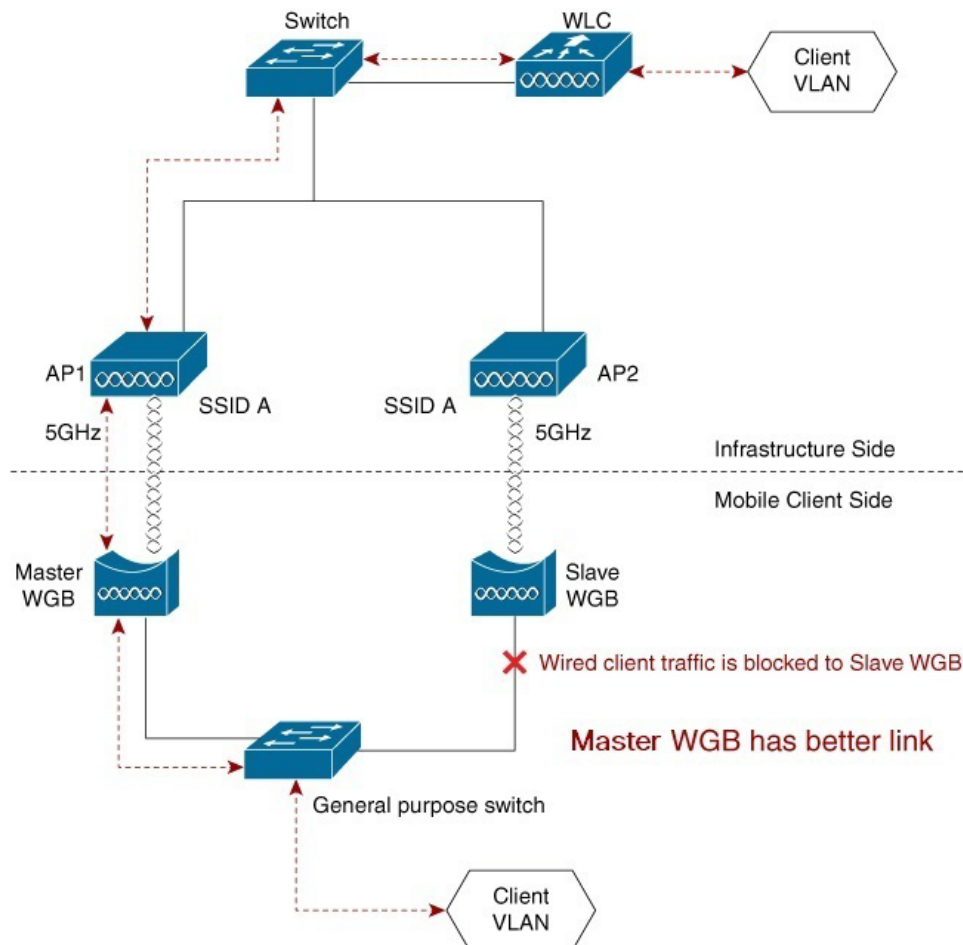 Switch
WLC
Client
VLAN
AP1
SSID A
SSID A
AP2
5GHz
5GHz
Infrastructure Side
Mobile Client Side
Master
WGB
Slave
WGB
Wired client traffic is blocked to Slave WGB
Master WGB has better link
General purpose switch
Client
VLAN